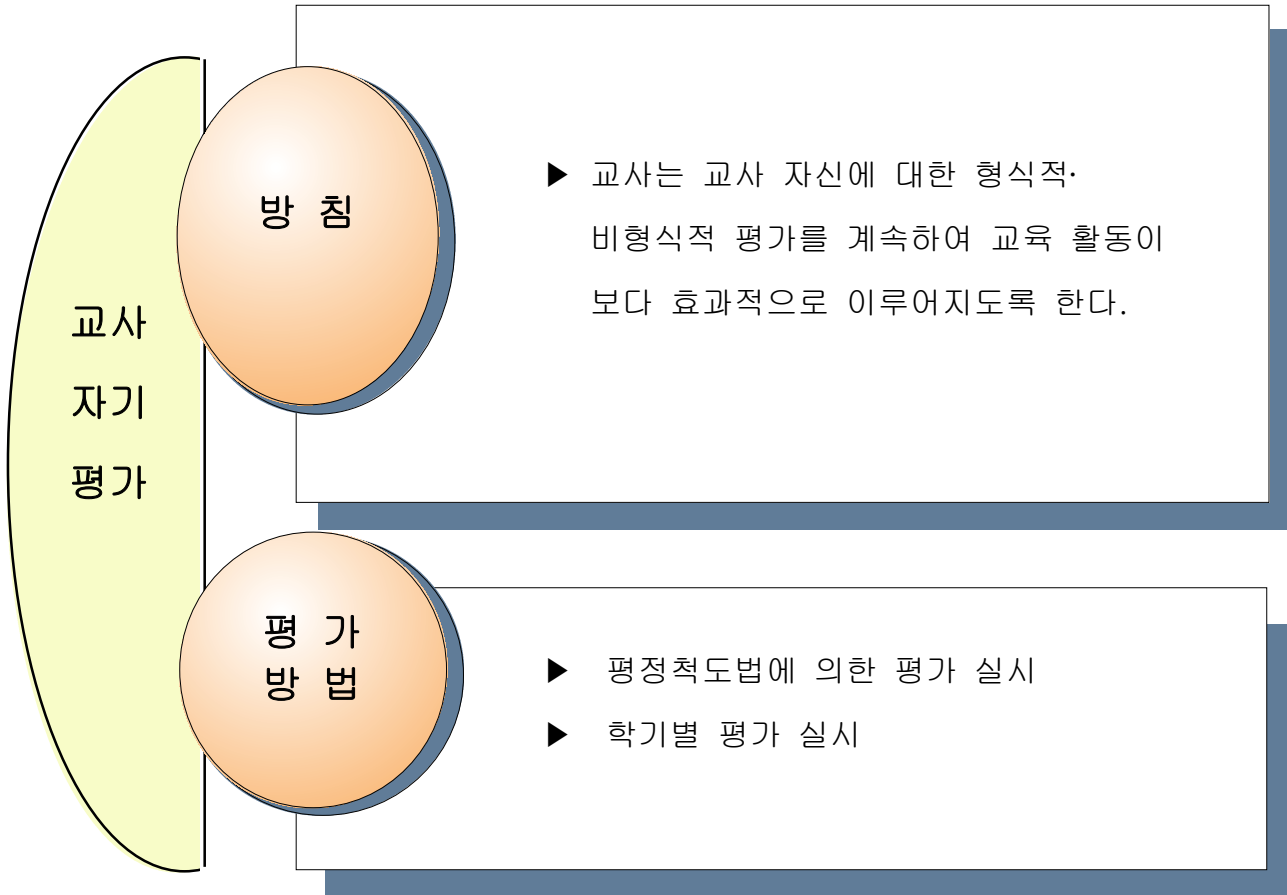 교사
자기
평가
방 침
▶ 교사는 교사 자신에 대한 형식적·
비형식적 평가를 계속하여 교육 활동이
보다 효과적으로 이루어지도록 한다.
평 가
방 법
▶ 평정척도법에 의한 평가 실시
▶ 학기별 평가 실시